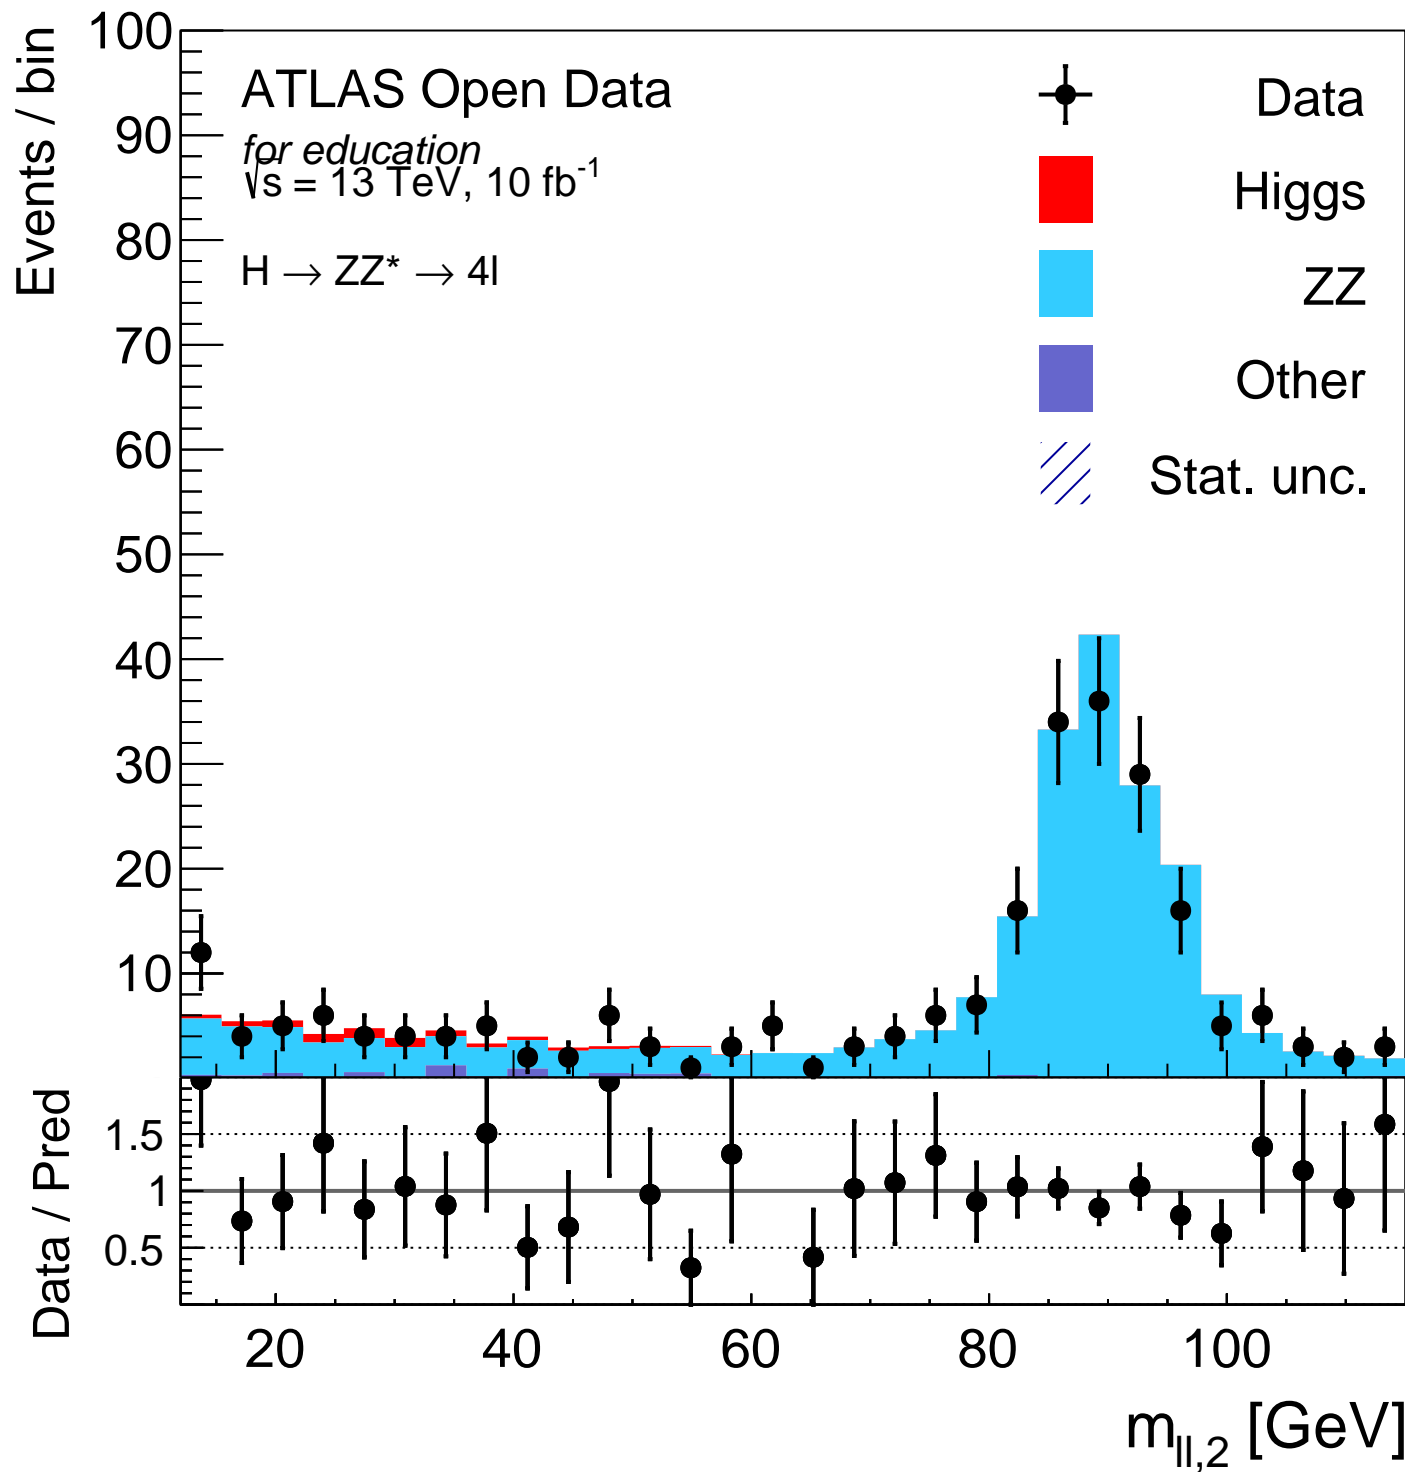 Events / bin
100
90
80
70
60
50
40
30
20
10
ATLAS Open Data
for education
√s = 13 TeV, 10 fb⁻¹
H → ZZ* → 4l
Data
Higgs
ZZ
Other
Stat. unc.
Data / Pred
1.5
1
0.5
20 40 60 80 100
m_ll,2 [GeV]